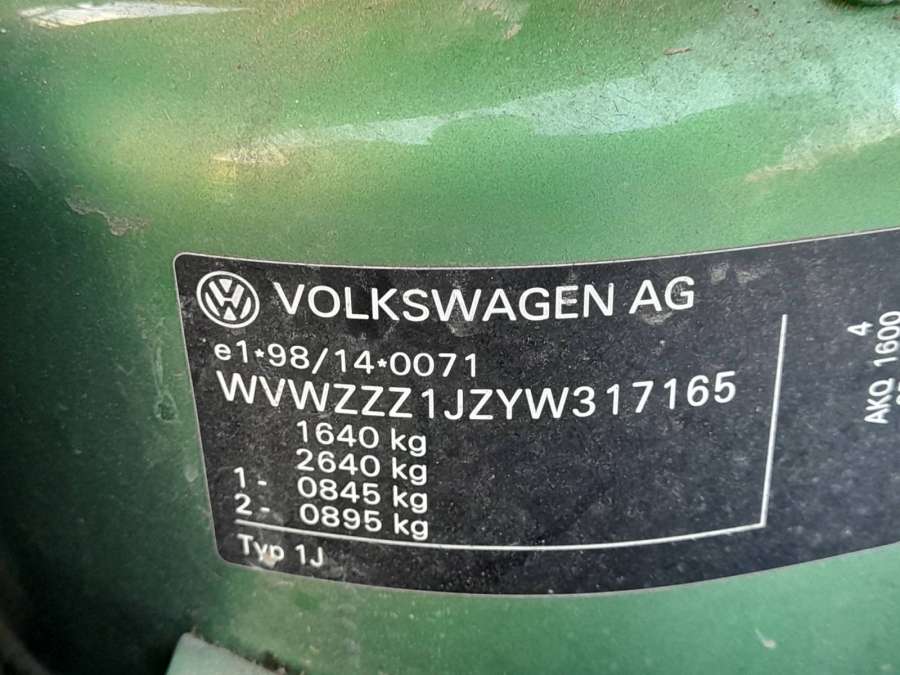 VOLKSWAGEN AG
e1*98/14*0071
WVWZZZ1JZYW317165
1640 kg
2640 kg
1 - 0845 kg
2 - 0895 kg
Typ 1J
4
AKQ 1600